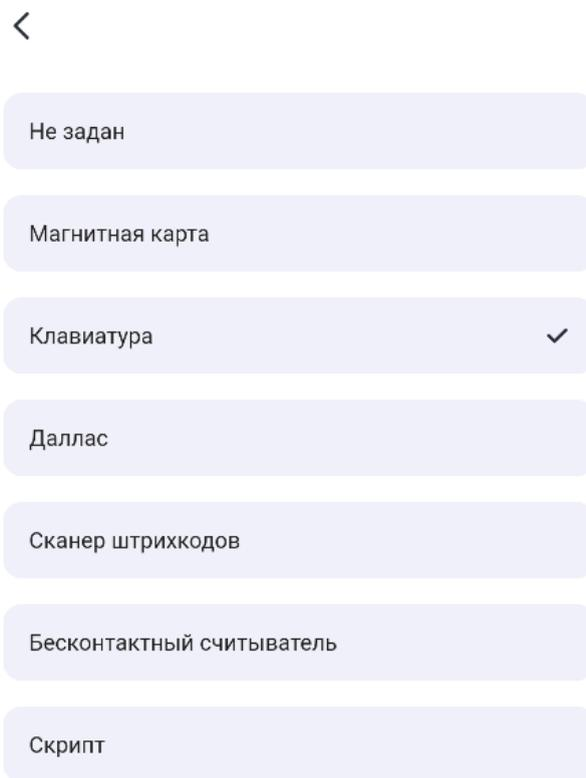 Не задан
Магнитная карта
Клавиатура
Даллас
Сканер штрихкодов
Бесконтактный считыватель
Скрипт